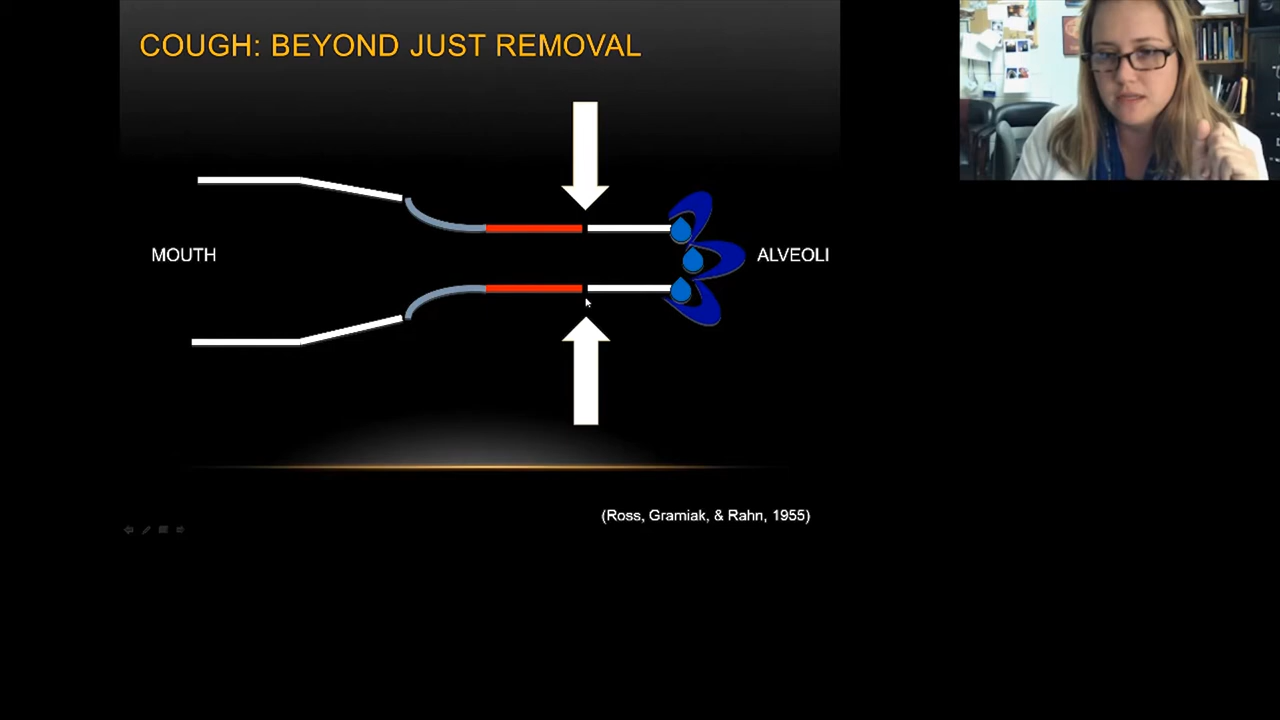 COUGH: BEYOND JUST REMOVAL
MOUTH
ALVEOLI
(Ross, Gramiak, & Rahn, 1955)